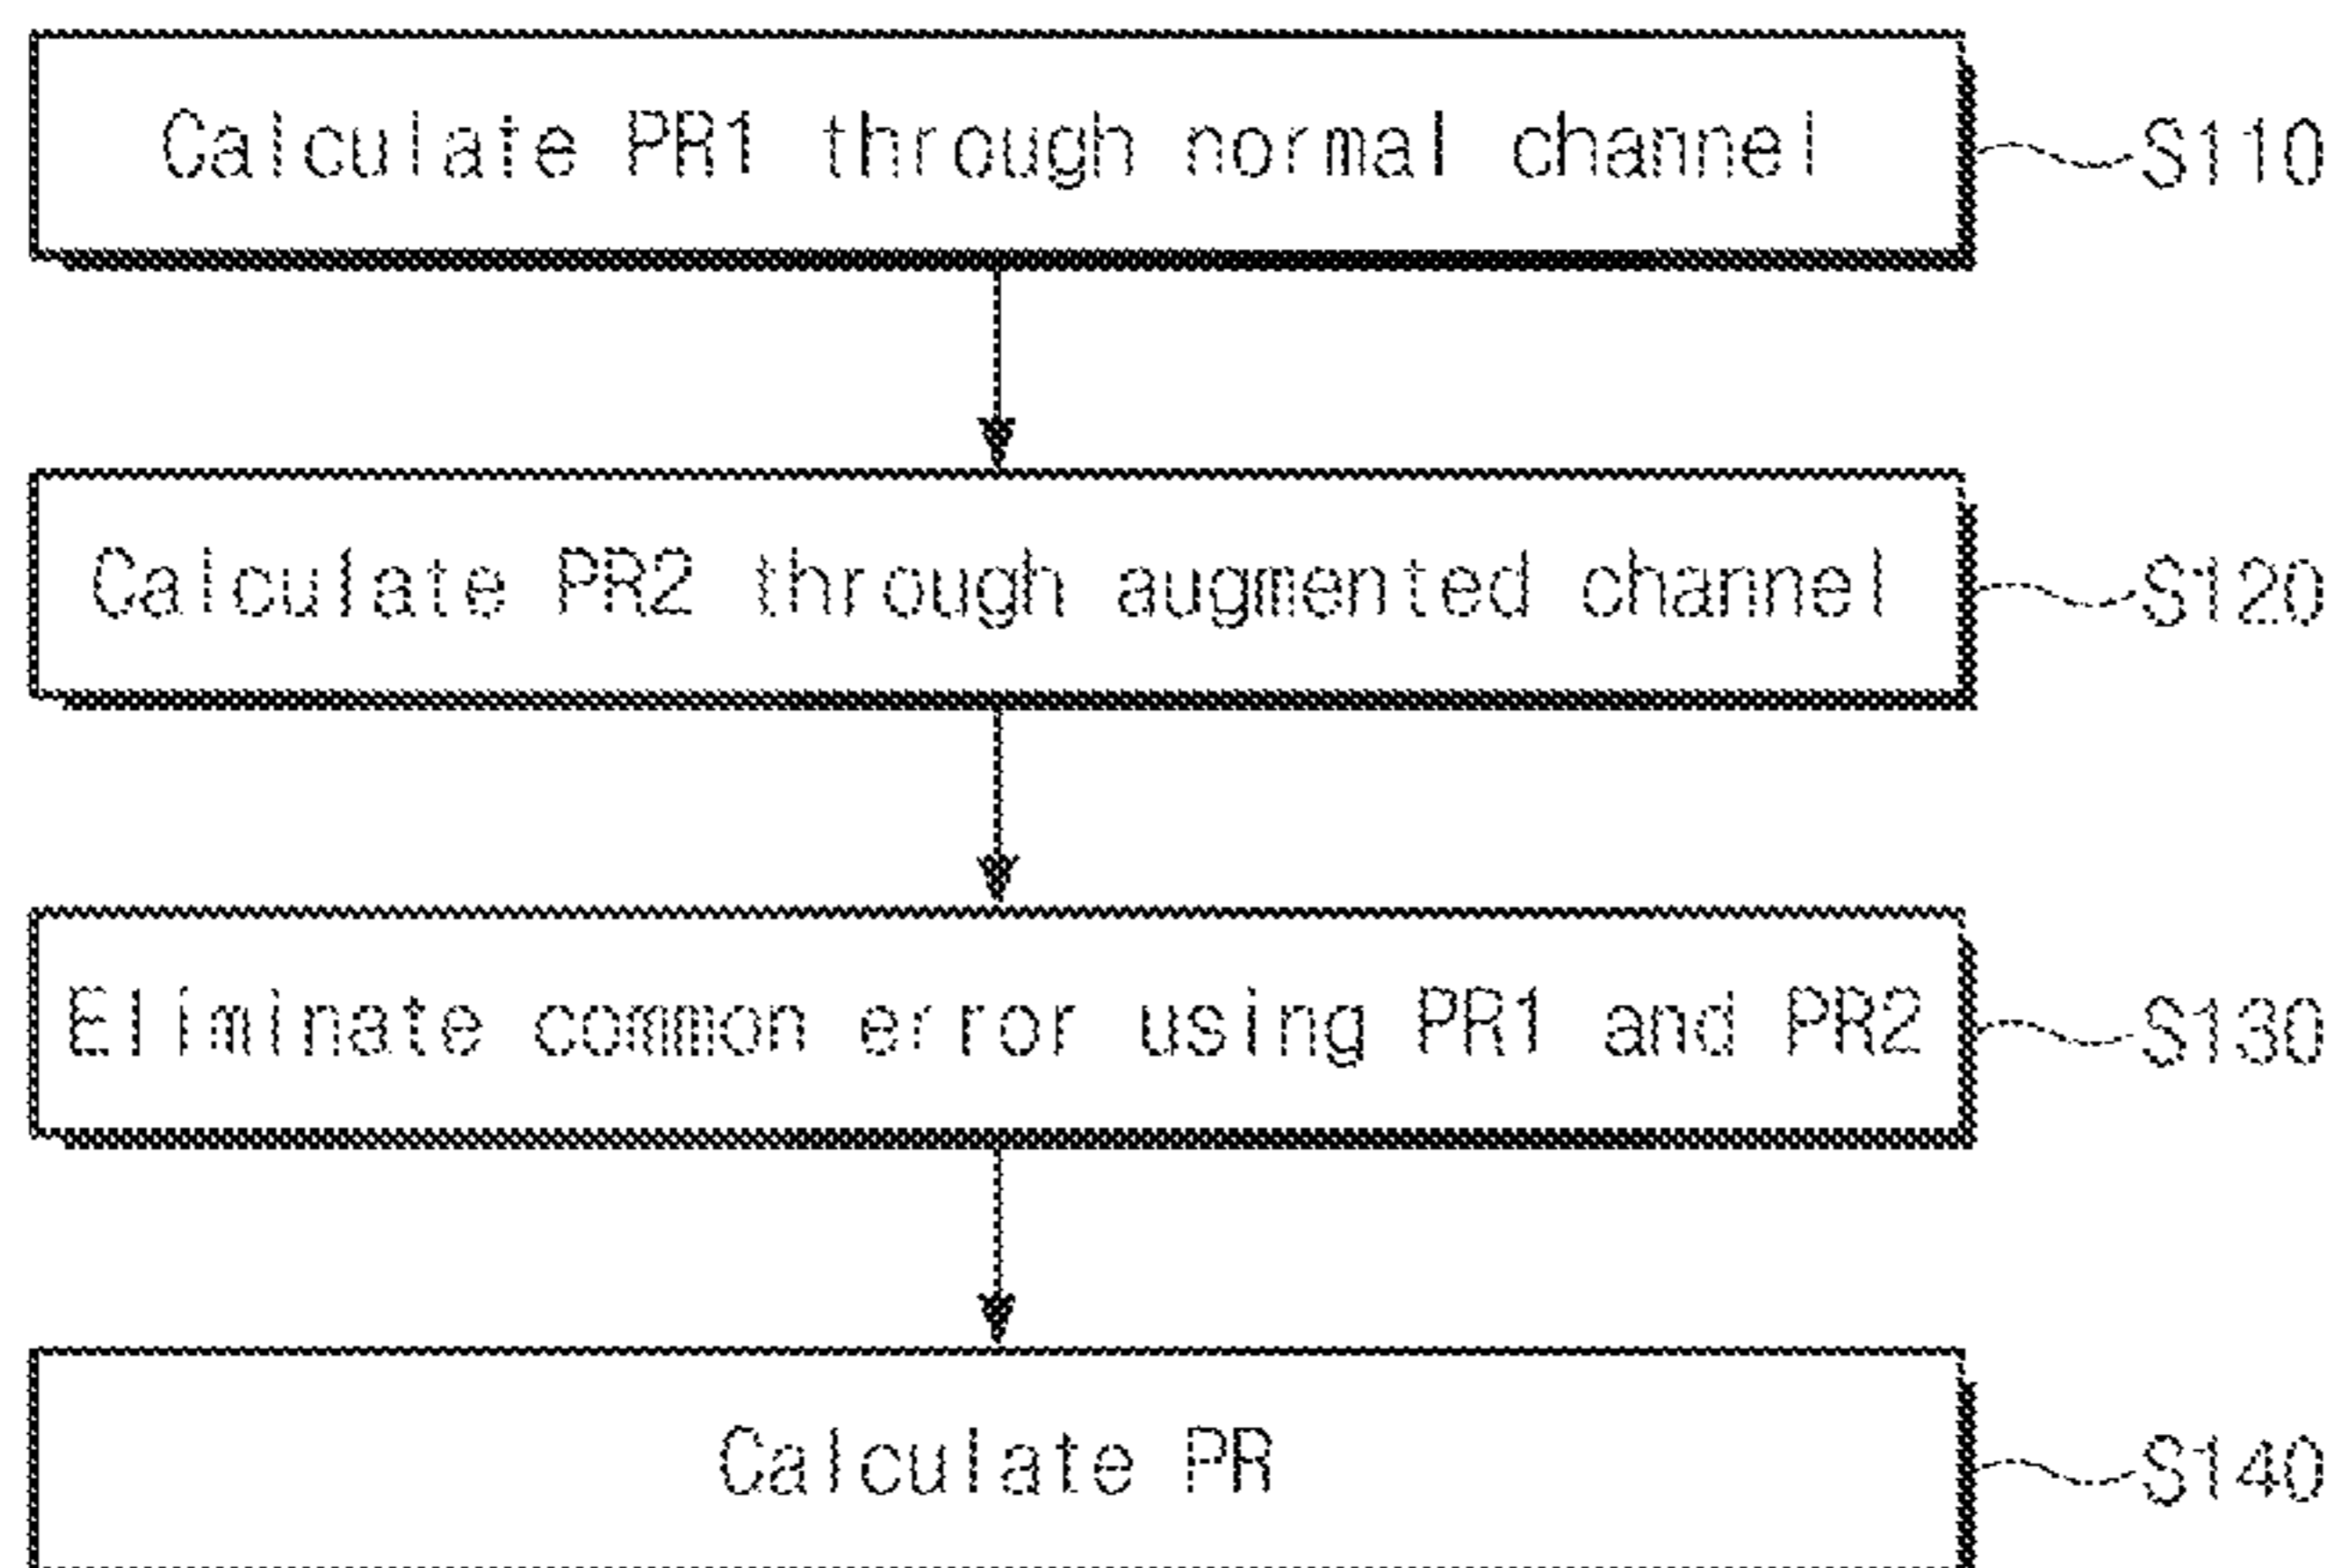 Calculate PR1 through normal channel S110
Calculate PR2 through augmented channel S120
Eliminate common error using PR1 and PR2 S130
Calculate PR S140